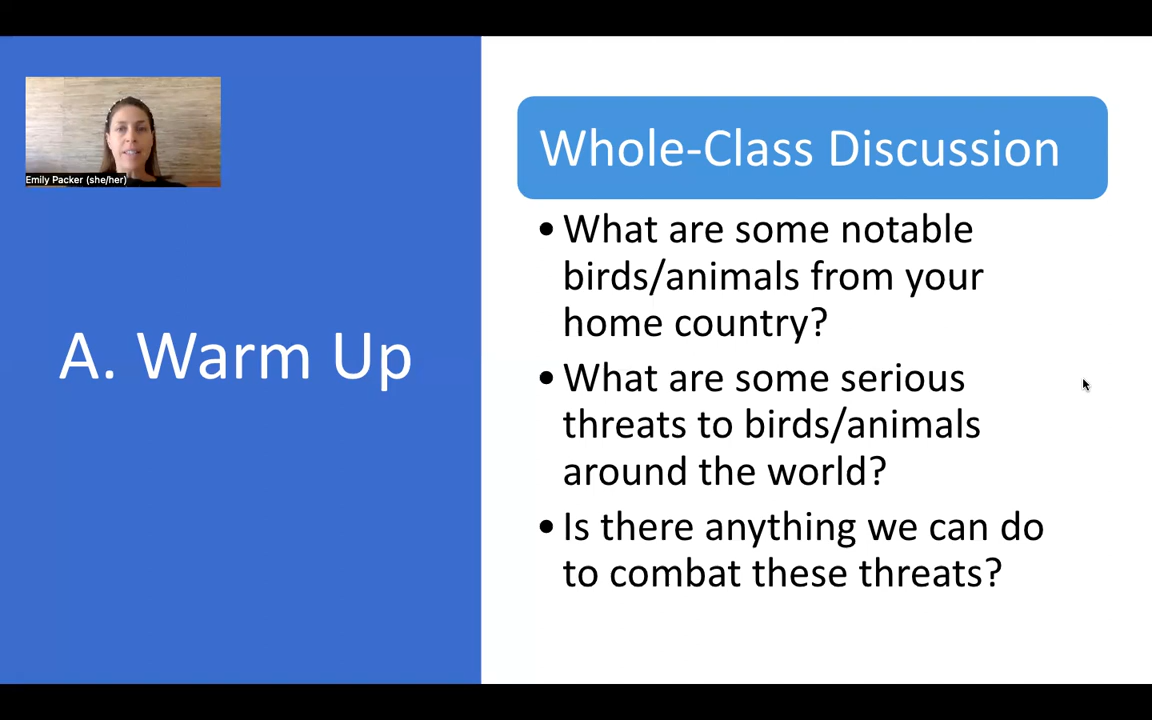 Emily Packer (she/her)
A. Warm Up
Whole-Class Discussion
•What are some notable
birds/animals from your
home country?
•What are some serious
threats to birds/animals
around the world?
•Is there anything we can do
to combat these threats?